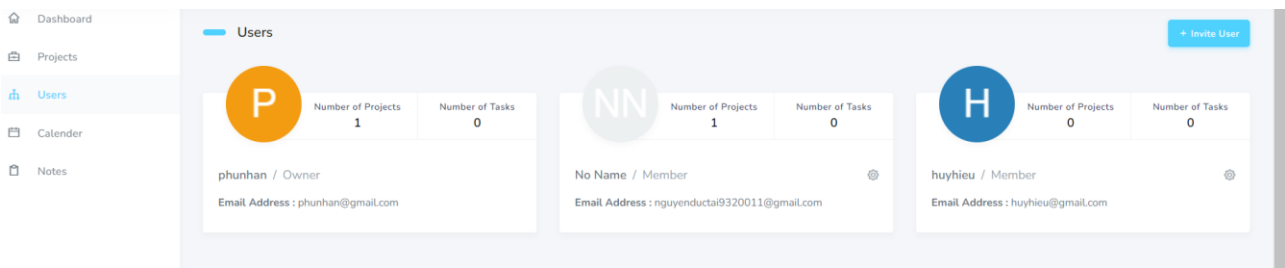 Dashboard
Projects
Users
Calender
Notes
Users
+ Invite User
P
Number of Projects
1
Number of Tasks
0
phunhan / Owner
Email Address : phunhan@gmail.com
NN
Number of Projects
1
Number of Tasks
0
No Name / Member
Email Address : nguyenductai9320011@gmail.com
H
Number of Projects
0
Number of Tasks
0
huyhieu / Member
Email Address : huyhieu@gmail.com